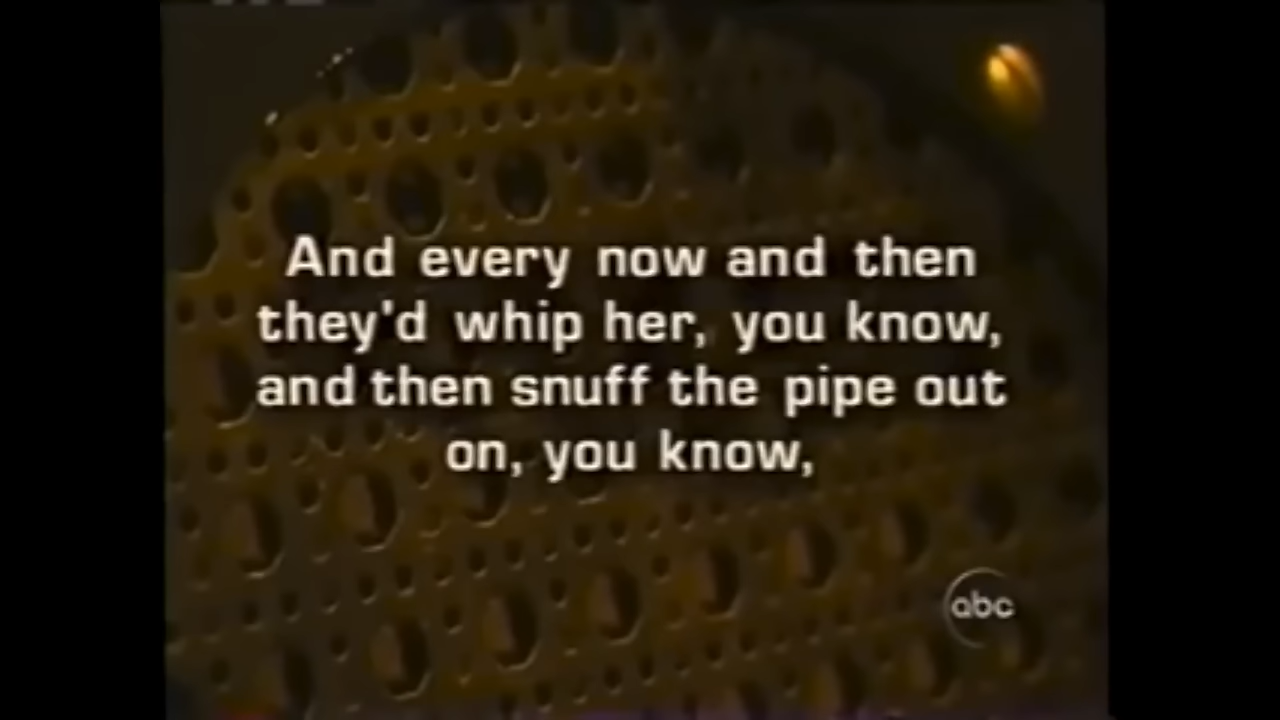 And every now and then
they'd whip her, you know,
and then snuff the pipe out
on, you know,
abc